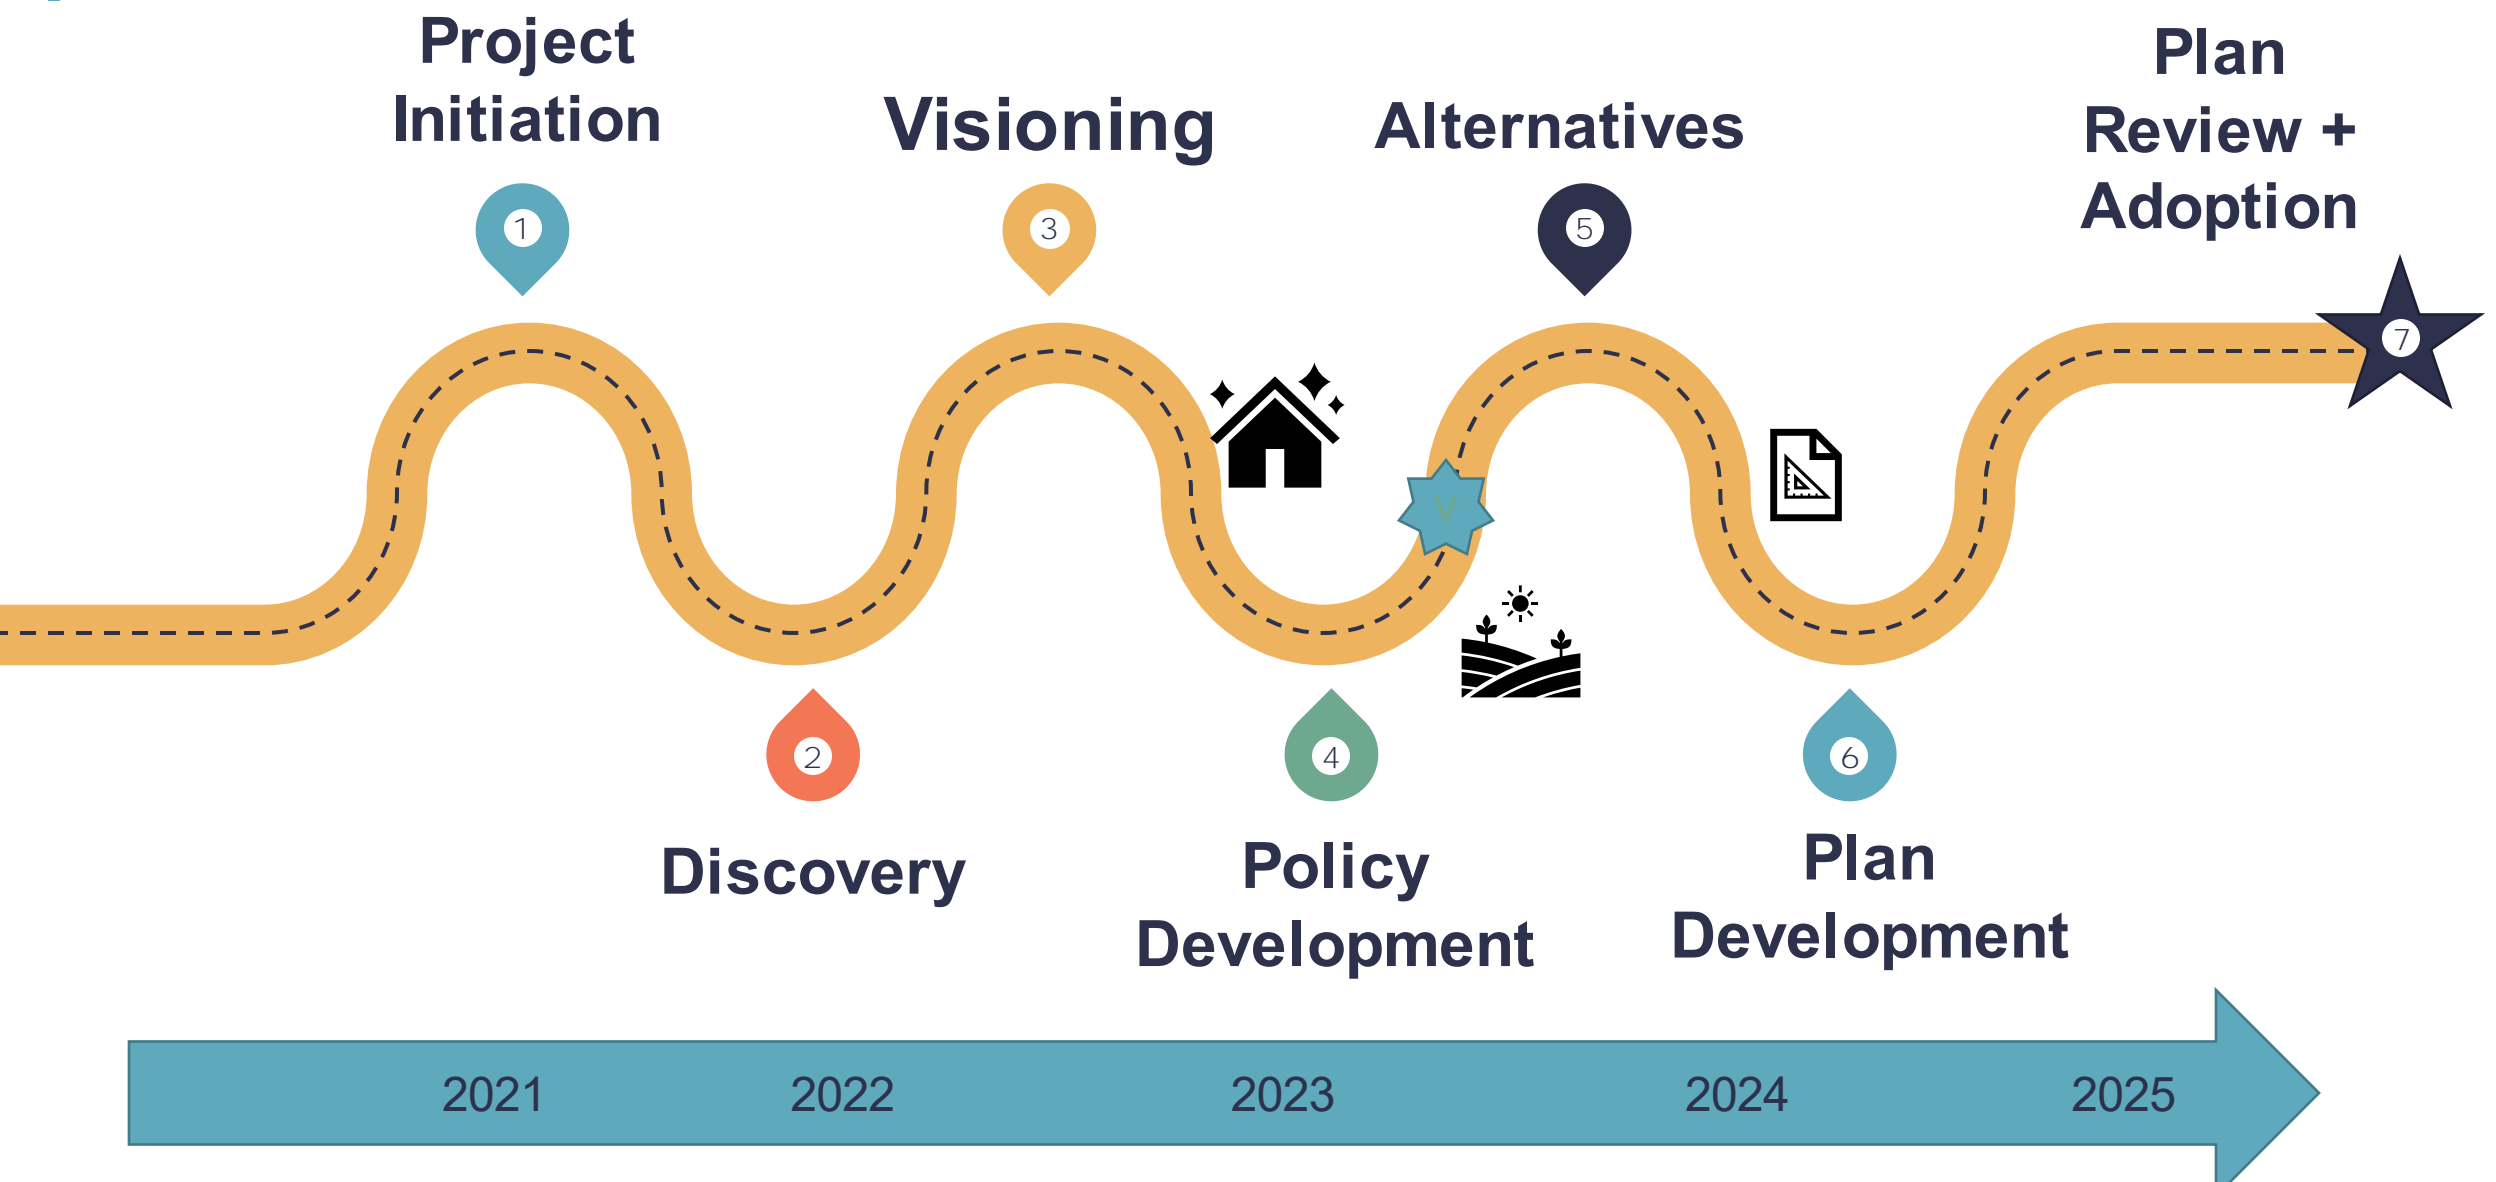 Project
Initiation
Visioning
Alternatives
Plan
Review +
Adoption
1
3
5
7
V
2
4
6
Discovery
Policy
Development
Plan
Development
2021
2022
2023
2024
2025